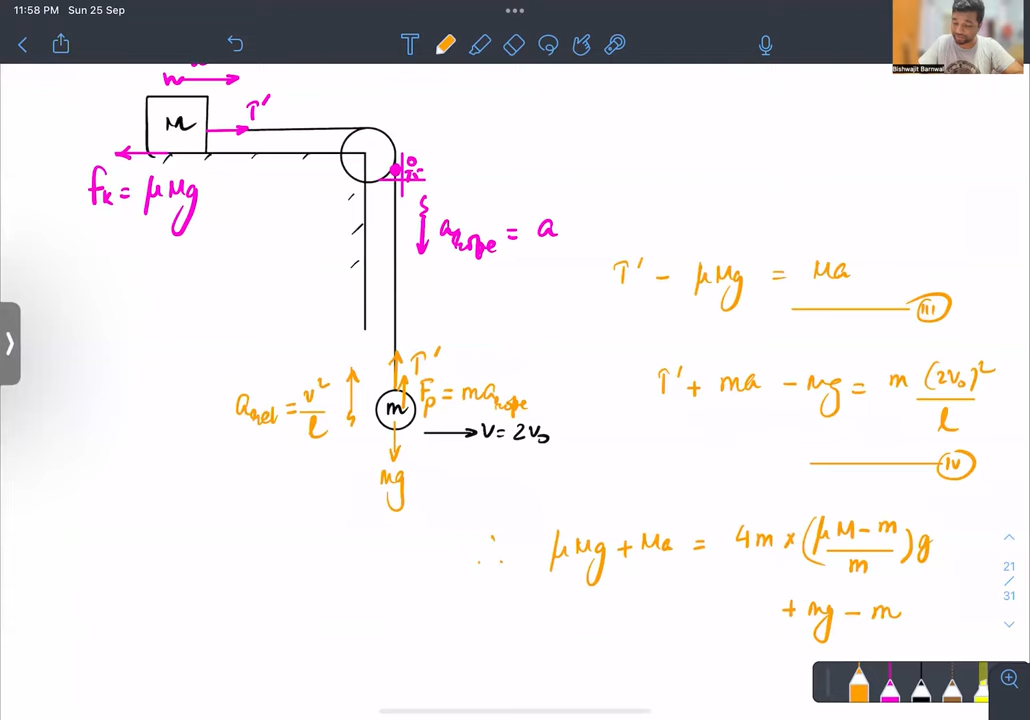 11:58 PM Sun 25 Sep
Bishwajit Barnwal
M
T'
f_k = μMg
a_rope = a
T' - μMg = Ma
III
a_rel = v²/l
T'
F_p = ma_rope
m
V = 2V₀
mg
T' + ma - mg = m (2V₀)²/l
IV
∴ μMg + Ma = 4m × (μM - m / m) g
+ mg - m
21
/
31